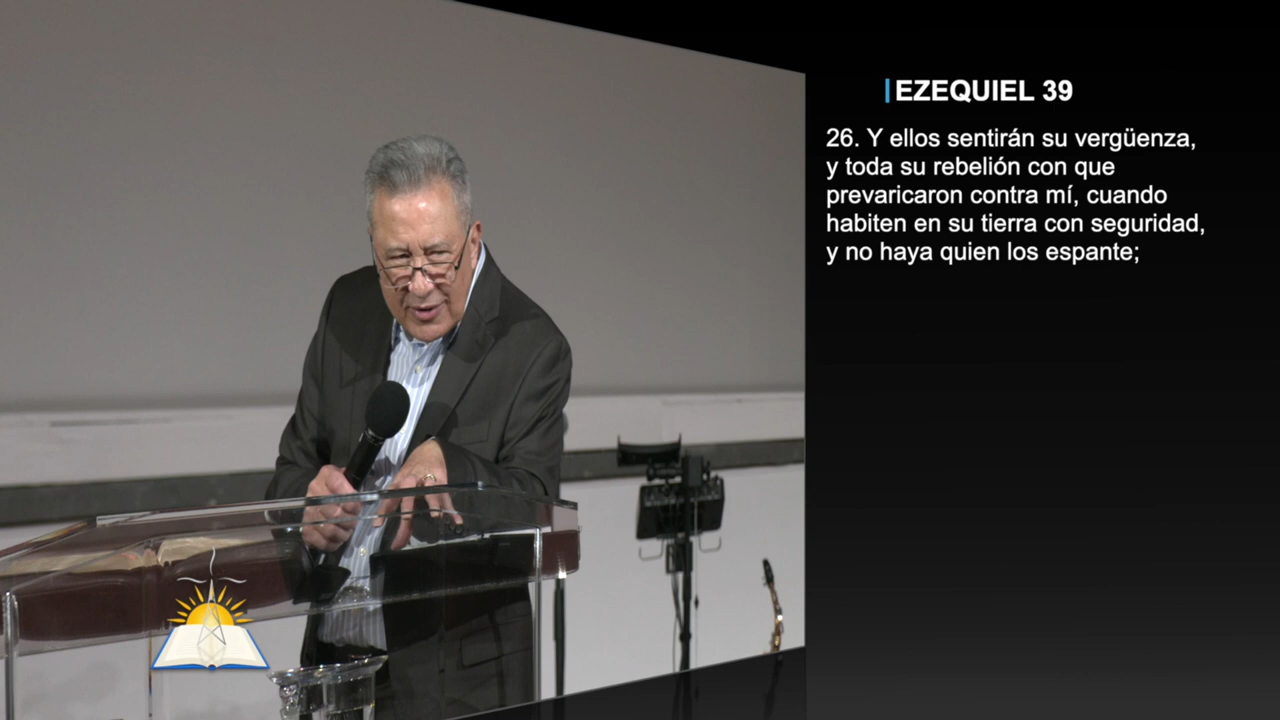 EZEQUIEL 39
26. Y ellos sentirán su vergüenza,
y toda su rebelión con que
prevaricaron contra mí, cuando
habiten en su tierra con seguridad,
y no haya quien los espante;